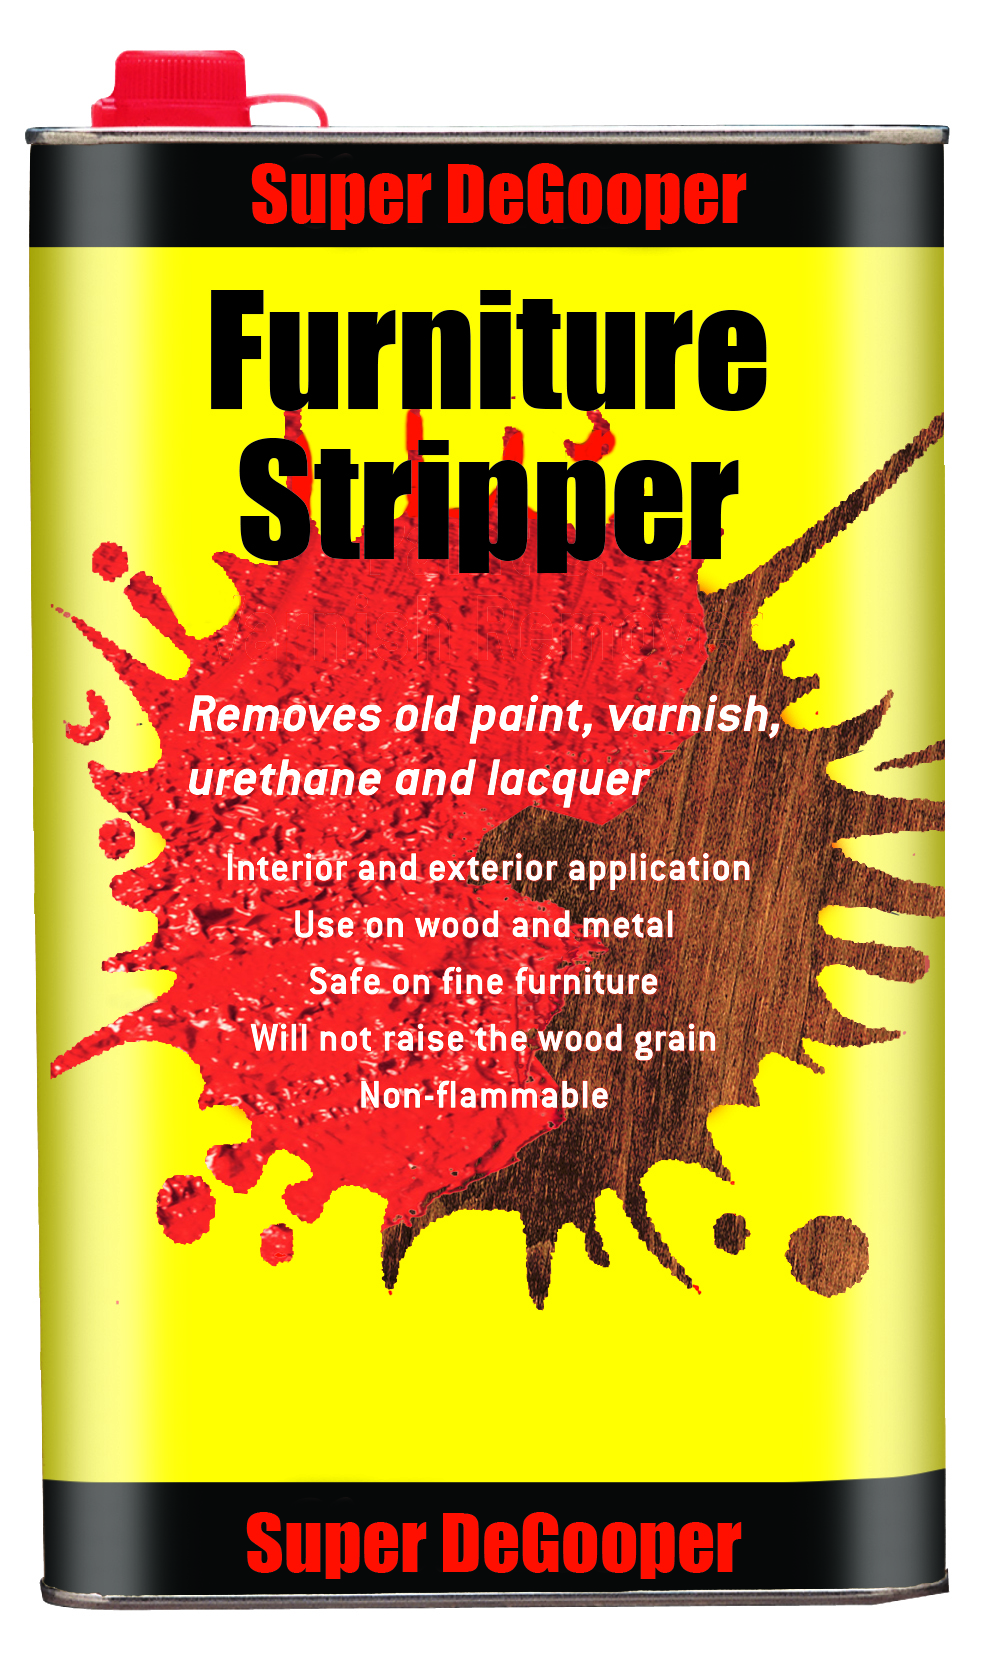 Super DeGooper
Furniture
Stripper
Removes old paint, varnish,
urethane and lacquer
Interior and exterior application
Use on wood and metal
Safe on fine furniture
Will not raise the wood grain
Non-flammable
Super DeGooper